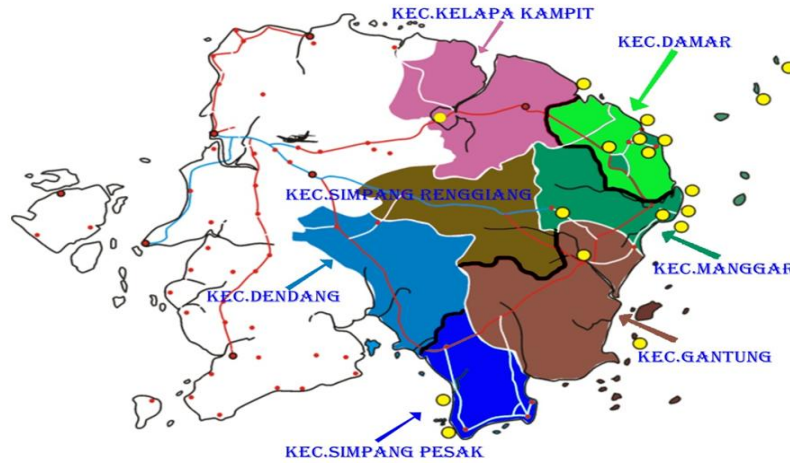 KEC.KELAPA KAMPIT
KEC.DAMAR
KEC.SIMPANG RENGGIANG
KEC.MANGGAR
KEC.DENDANG
KEC.GANTUNG
KEC.SIMPANG PESAK